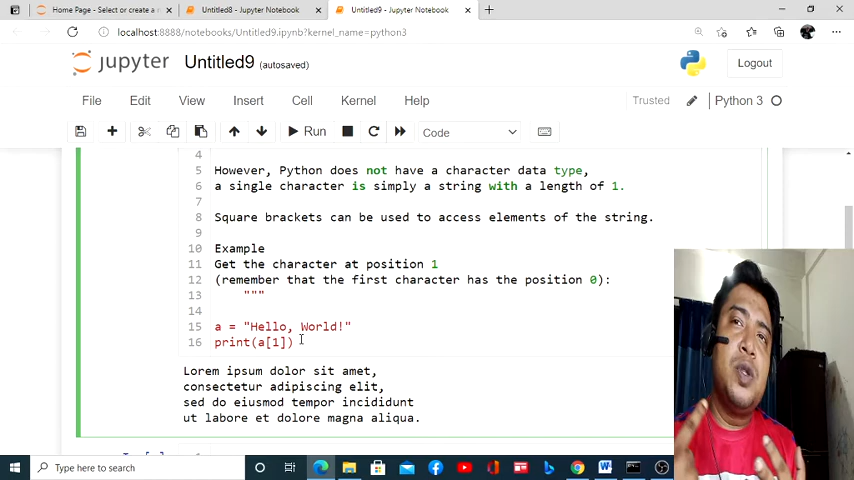 Home Page - Select or create a n
Untitled8 - Jupyter Notebook
Untitled9 - Jupyter Notebook
localhost:8888/notebooks/Untitled9.ipynb?kernel_name=python3
jupyter Untitled9 (autosaved)
Logout
File Edit View Insert Cell Kernel Help
Trusted
Python 3
Run
Code
4
5 However, Python does not have a character data type,
6 a single character is simply a string with a length of 1.
7
8 Square brackets can be used to access elements of the string.
9
10 Example
11 Get the character at position 1
12 (remember that the first character has the position 0):
13 """
14
15 a = "Hello, World!"
16 print(a[1])
Lorem ipsum dolor sit amet,
consectetur adipiscing elit,
sed do eiusmod tempor incididunt
ut labore et dolore magna aliqua.
Type here to search